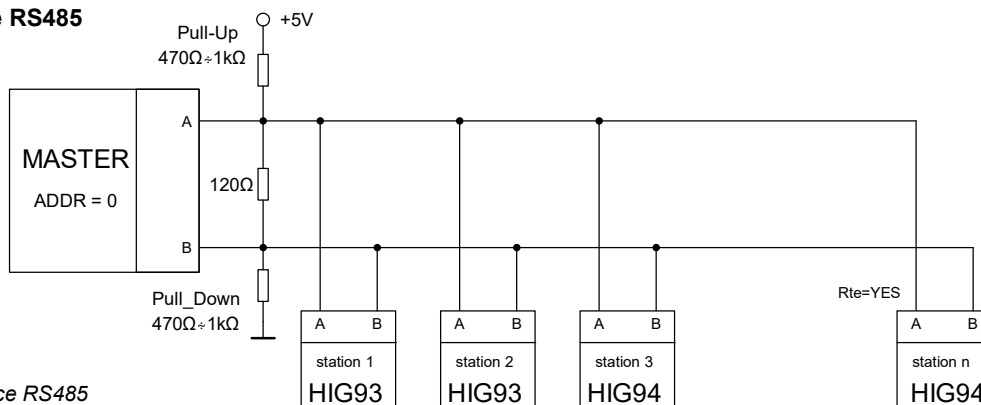 e RS485
Pull-Up
470Ω÷1kΩ
+5V
MASTER
ADDR = 0
A
120Ω
B
Pull_Down
470Ω÷1kΩ
Rte=YES
A B
station 1
HIG93
A B
station 2
HIG93
A B
station 3
HIG94
A B
station n
HIG94
ce RS485